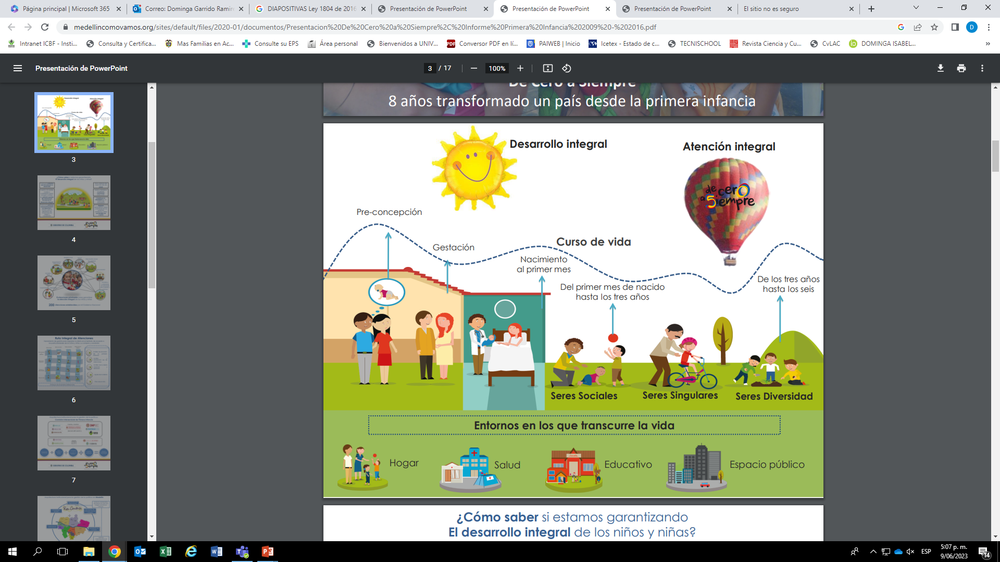 Página principal | Microsoft 365
Correo: Dominga Garrido Ramire
DIAPOSITIVAS Ley 1804 de 2016
Presentación de PowerPoint
Presentación de PowerPoint
Presentación de PowerPoint
El sitio no es seguro
medellincomovamos.org/sites/default/files/2020-01/documentos/Presentacion%20De%20Cero%20a%20Siempre%2C%20Informe%20Primera%20Infancia%202009%20-%202016.pdf
D
Intranet ICBF - Insti...
Consulta y Certifica...
Mas Familias en Ac...
Consulte su EPS
Área personal
Bienvenidos a UNIV...
Conversor PDF en lí...
PAIWEB | Inicio
Icetex - Estado de c...
TECNISCHOOL
Revista Ciencia y Cu...
CvLAC
DOMINGA ISABEL...
»
Presentación de PowerPoint
3 / 17
100%
3
4
5
6
7
De Cero a Siempre
8 años transformado un país desde la primera infancia
Desarrollo integral
Atención integral
de cero
a Siempre
Pre-concepción
Gestación
Curso de vida
Nacimiento
al primer mes
Del primer mes de nacido
hasta los tres años
De los tres años
hasta los seis
Seres Sociales
Seres Singulares
Seres Diversidad
Entornos en los que transcurre la vida
Hogar
Salud
Educativo
Espacio público
¿Cómo saber si estamos garantizando
El desarrollo integral de los niños y niñas?
ESP
5:07 p. m.
9/06/2023
14